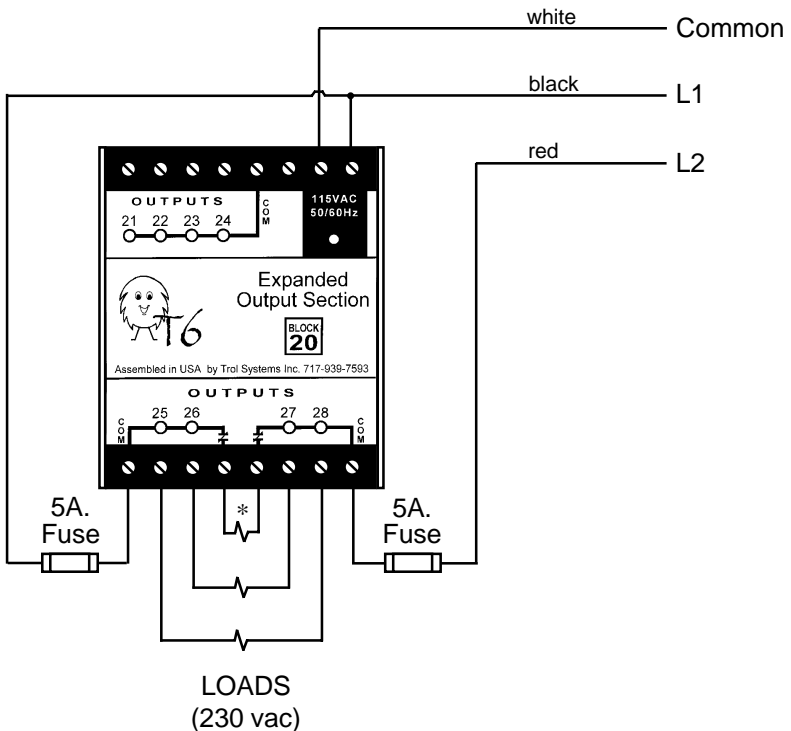 white
Common
black
L1
red
L2
OUTPUTS
21 22 23 24
COM
115VAC
50/60Hz
Expanded
Output Section
T6
BLOCK
20
Assembled in USA by Trol Systems Inc. 717-939-7593
OUTPUTS
COM
25 26
27 28
COM
5A.
Fuse
*
5A.
Fuse
LOADS
(230 vac)